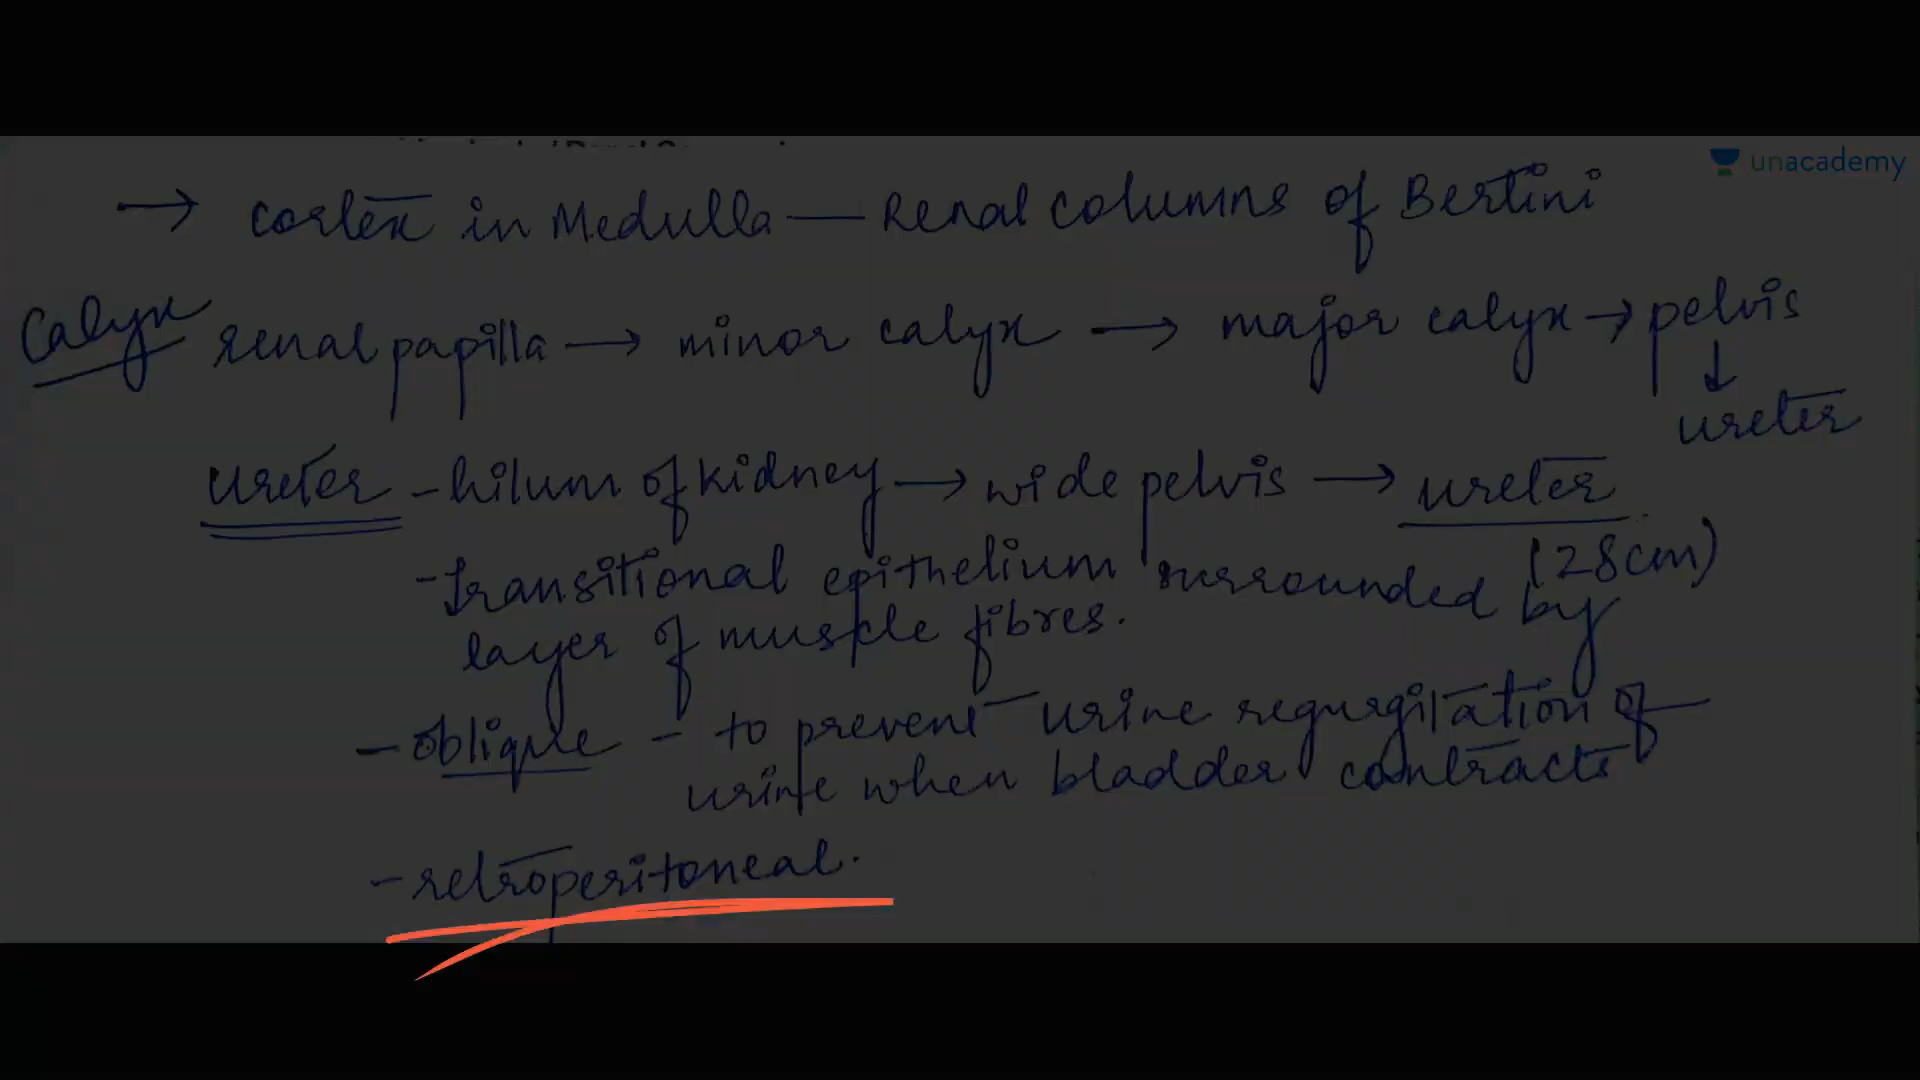 unacademy
→ cortex in Medulla — Renal columns of Bertini
Calyx renal papilla → minor calyx → major calyx → pelvis
↓
ureter
Ureter - hilum of kidney → wide pelvis → ureter
(28cm)
- transitional epithelium surrounded by
layer of muscle fibres.
- oblique - to prevent urine regurgitation of
urine when bladder contracts
- retroperitoneal.